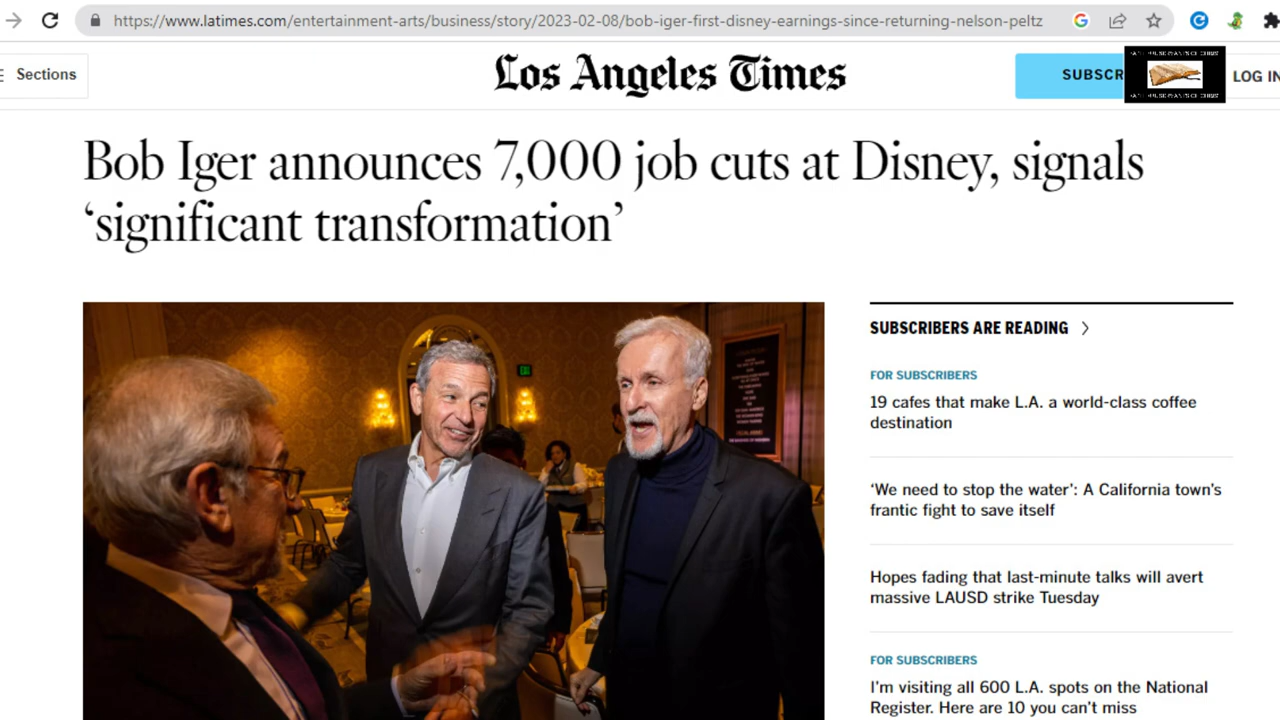 https://www.latimes.com/entertainment-arts/business/story/2023-02-08/bob-iger-first-disney-earnings-since-returning-nelson-peltz
Sections
Los Angeles Times
SUBSCR
LOG IN
Bob Iger announces 7,000 job cuts at Disney, signals
‘significant transformation’
SUBSCRIBERS ARE READING
FOR SUBSCRIBERS
19 cafes that make L.A. a world-class coffee
destination
‘We need to stop the water’: A California town’s
frantic fight to save itself
Hopes fading that last-minute talks will avert
massive LAUSD strike Tuesday
FOR SUBSCRIBERS
I’m visiting all 600 L.A. spots on the National
Register. Here are 10 you can’t miss